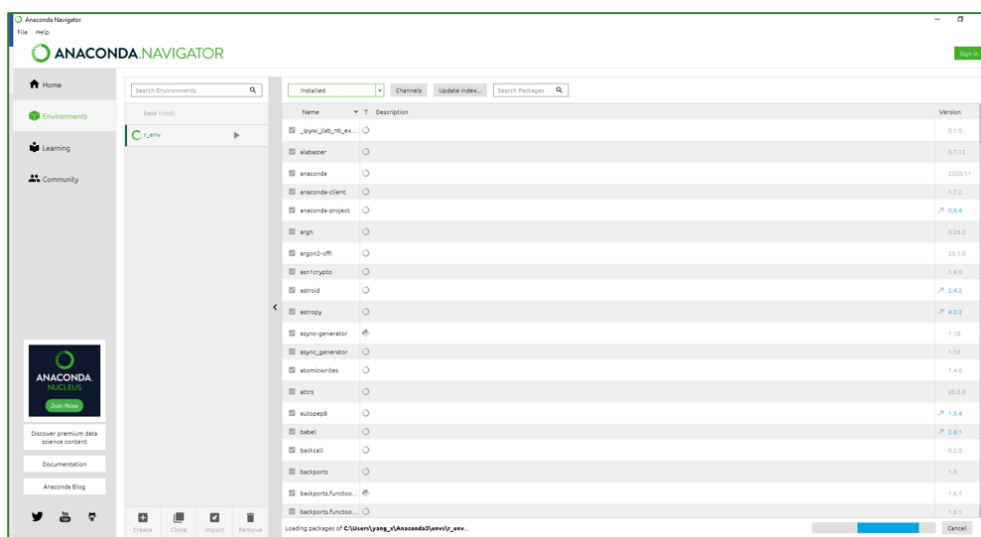 Anaconda Navigator
File Help
ANACONDA.NAVIGATOR
Sign in
Home
Environments
Learning
Community
ANACONDA.
NUCLEUS
Join Now
Discover premium data
science content
Documentation
Anaconda Blog
Search Environments
base (root)
r_env
Create Clone Import Remove
Installed Channels Update index... Search Packages
Name T Description Version
_ipyw_jlab_nb_ex... 0.1.0
alabaster 0.7.12
anaconda 2020.11
anaconda-client 1.7.2
anaconda-project 0.8.4
argh 0.26.2
argon2-cffi 20.1.0
asn1crypto 1.4.0
astroid 2.4.2
astropy 4.0.2
async-generator 1.10
async_generator 1.10
atomicwrites 1.4.0
attrs 20.3.0
autopep8 1.5.4
babel 2.8.1
backcall 0.2.0
backports 1.0
backports.functoo... 1.6.1
backports.functoo... 1.6.1
Loading packages of C:\Users\yang_x\Anaconda3\envs\r_env...
Cancel